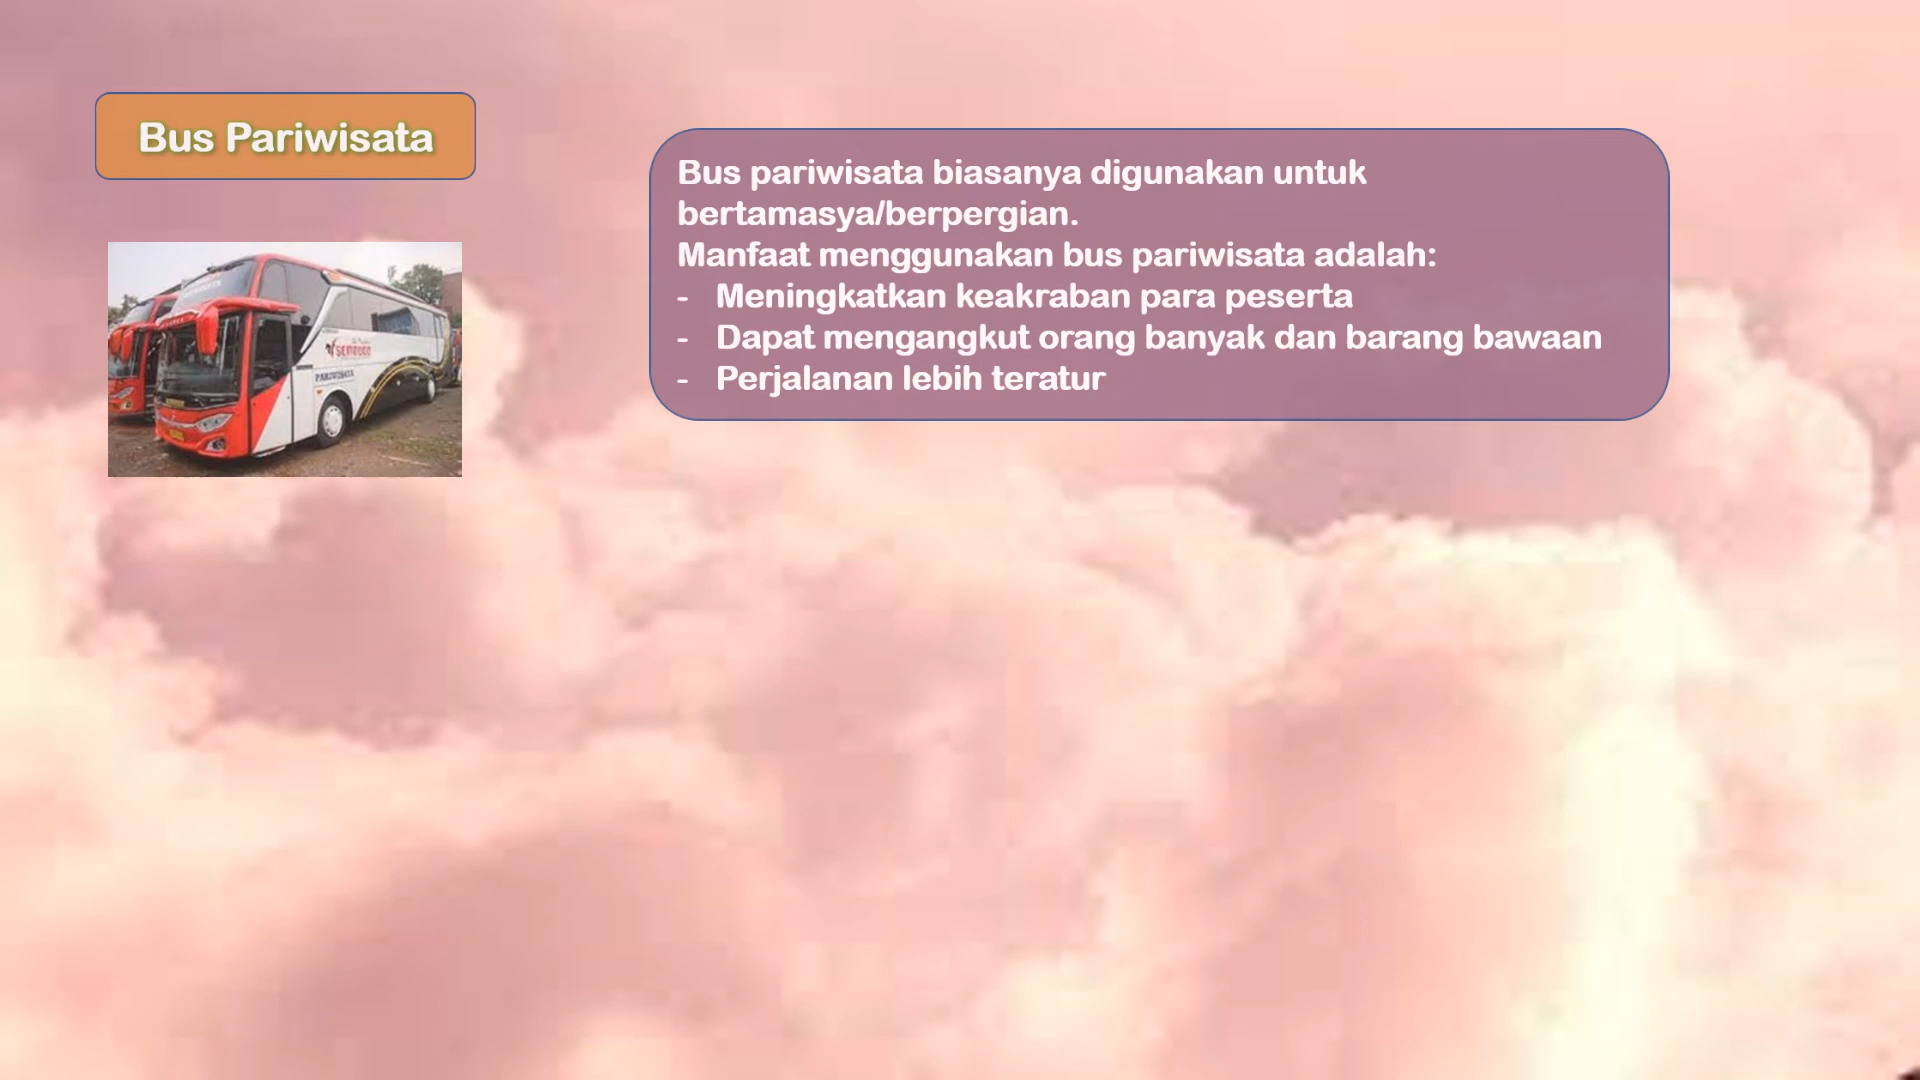 Bus Pariwisata
Bus pariwisata biasanya digunakan untuk
bertamasya/berpergian.
Manfaat menggunakan bus pariwisata adalah:
- Meningkatkan keakraban para peserta
- Dapat mengangkut orang banyak dan barang bawaan
- Perjalanan lebih teratur
PARIWISATA